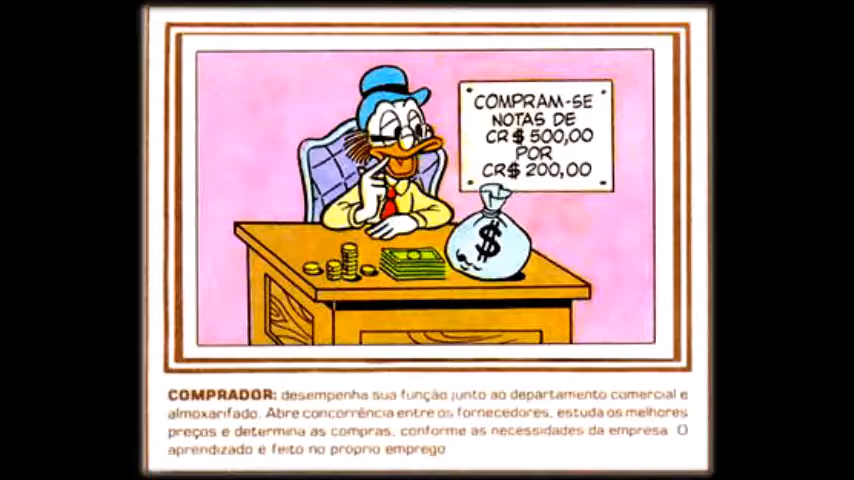 COMPRAM-SE
NOTAS DE
CR$ 500,00
POR
CR$ 200,00
$
COMPRADOR: desempenha sua função junto ao departamento comercial e
almoxarifado. Abre concorrência entre os fornecedores, estuda os melhores
preços e determina as compras, conforme as necessidades da empresa. O
aprendizado é feito no próprio emprego